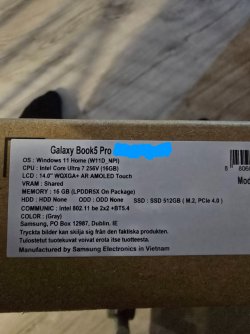 Galaxy Book5 Pro
OS : Windows 11 Home (W11D_NPI)
CPU : Intel Core Ultra 7 256V (16GB)
LCD : 14.0" WQXGA+ AR AMOLED Touch
VRAM : Shared
MEMORY : 16 GB (LPDDR5X On Package)
HDD : HDD None ODD : ODD None SSD : SSD 512GB ( M.2, PCIe 4.0 )
COMMUNIC : Intel 802.11 be 2x2 +BT5.4
COLOR : (Gray)
Samsung, PO Box 12987, Dublin. IE
Tryckta bilder kan skilja sig från den faktiska produkten.
Tulostetut tuotekuvat voivat erota itse tuotteesta.
Manufactured by Samsung Electronics in Vietnam
8806
Mod